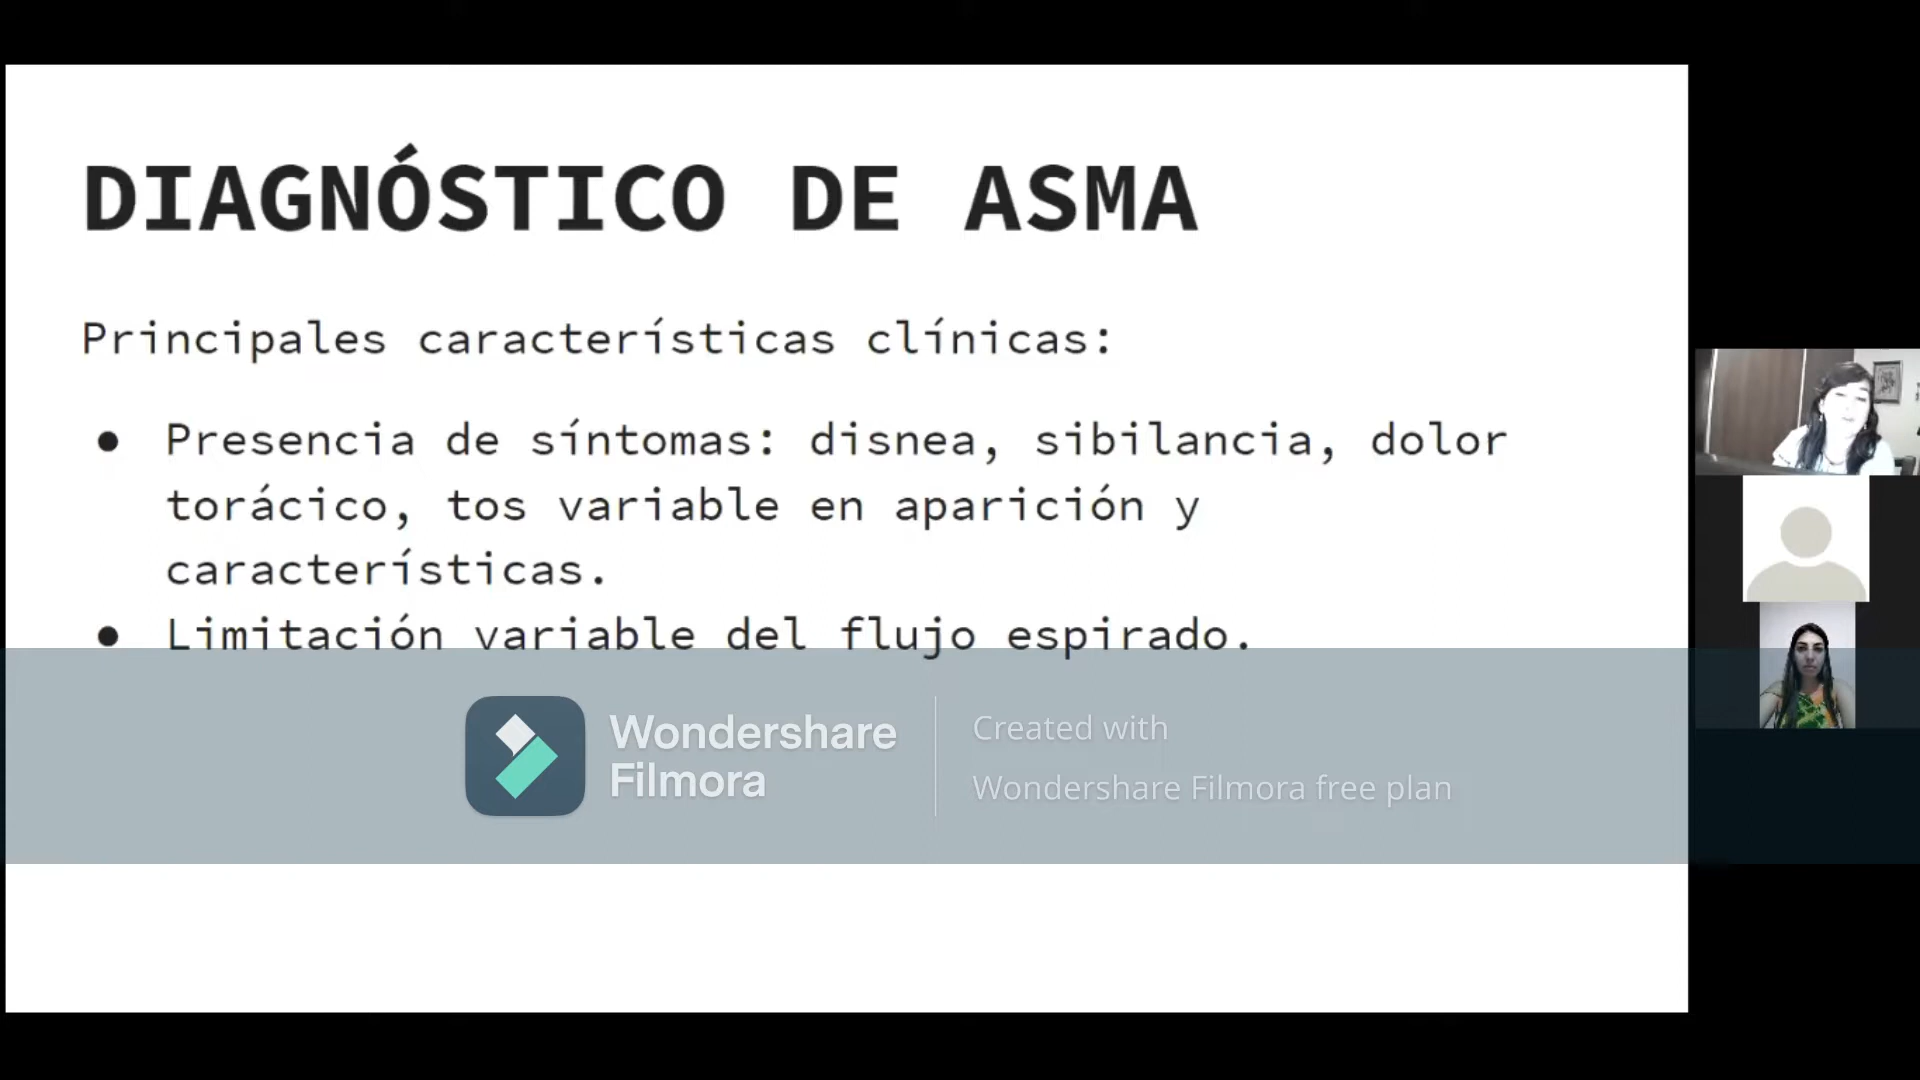 DIAGNÓSTICO DE ASMA
Principales características clínicas:
● Presencia de síntomas: disnea, sibilancia, dolor
torácico, tos variable en aparición y
características.
● Limitación variable del flujo espirado.
Wondershare
Filmora
Created with
Wondershare Filmora free plan